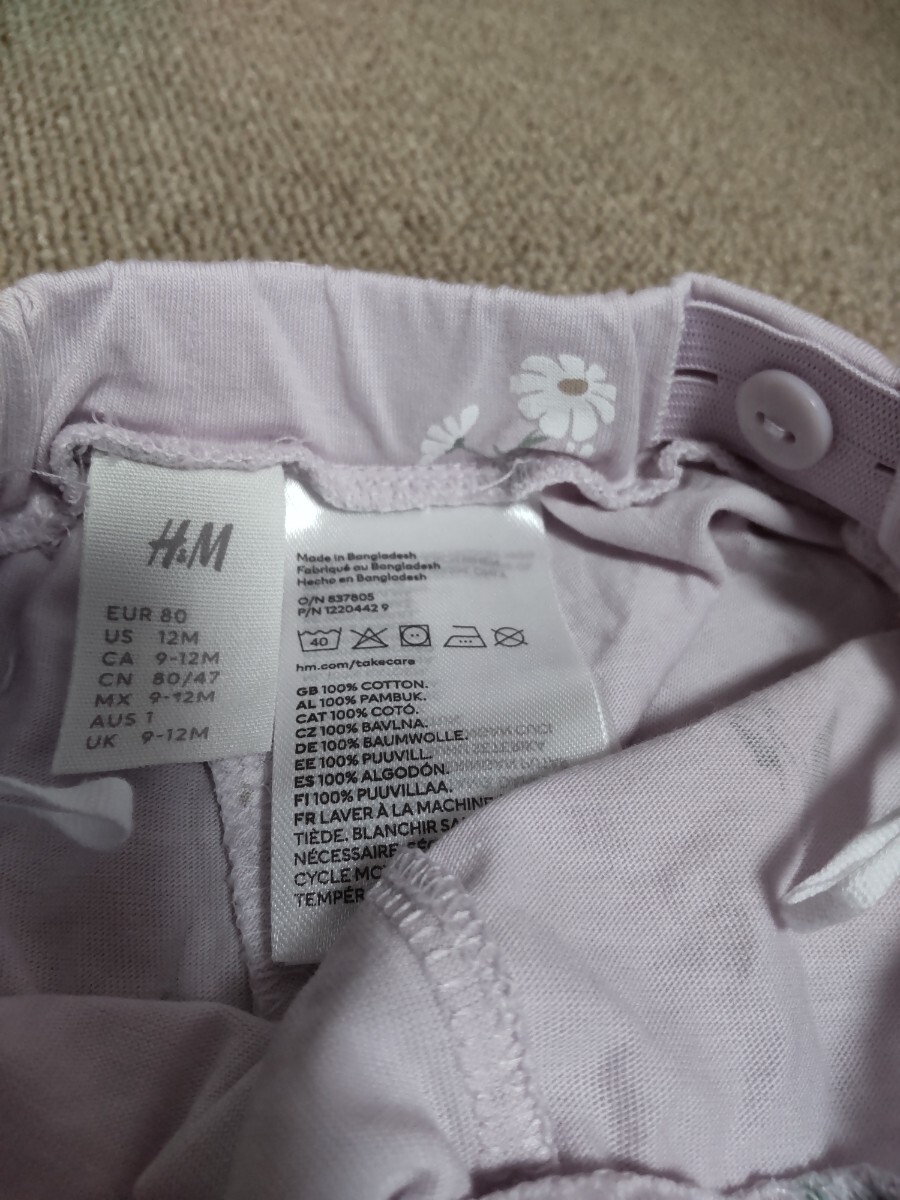 H&M
EUR 80
US 12M
CA 9-12M
CN 80/47
MX 9-12M
AUS 1
UK 9-12M
Made in Bangladesh
Fabriqué au Bangladesh
Hecho en Bangladesh
O/N 837805
P/N 1220442 9
40
hm.com/takecare
GB 100% COTTON.
AL 100% PAMBUK.
CAT 100% COTÓ.
CZ 100% BAVLNA.
DE 100% BAUMWOLLE.
EE 100% PUUVILL.
ES 100% ALGODÓN.
FI 100% PUUVILLAA.
FR LAVER À LA MACHINE
TIÈDE. BLANCHIR
NÉCESSAIRE.
CYCLE